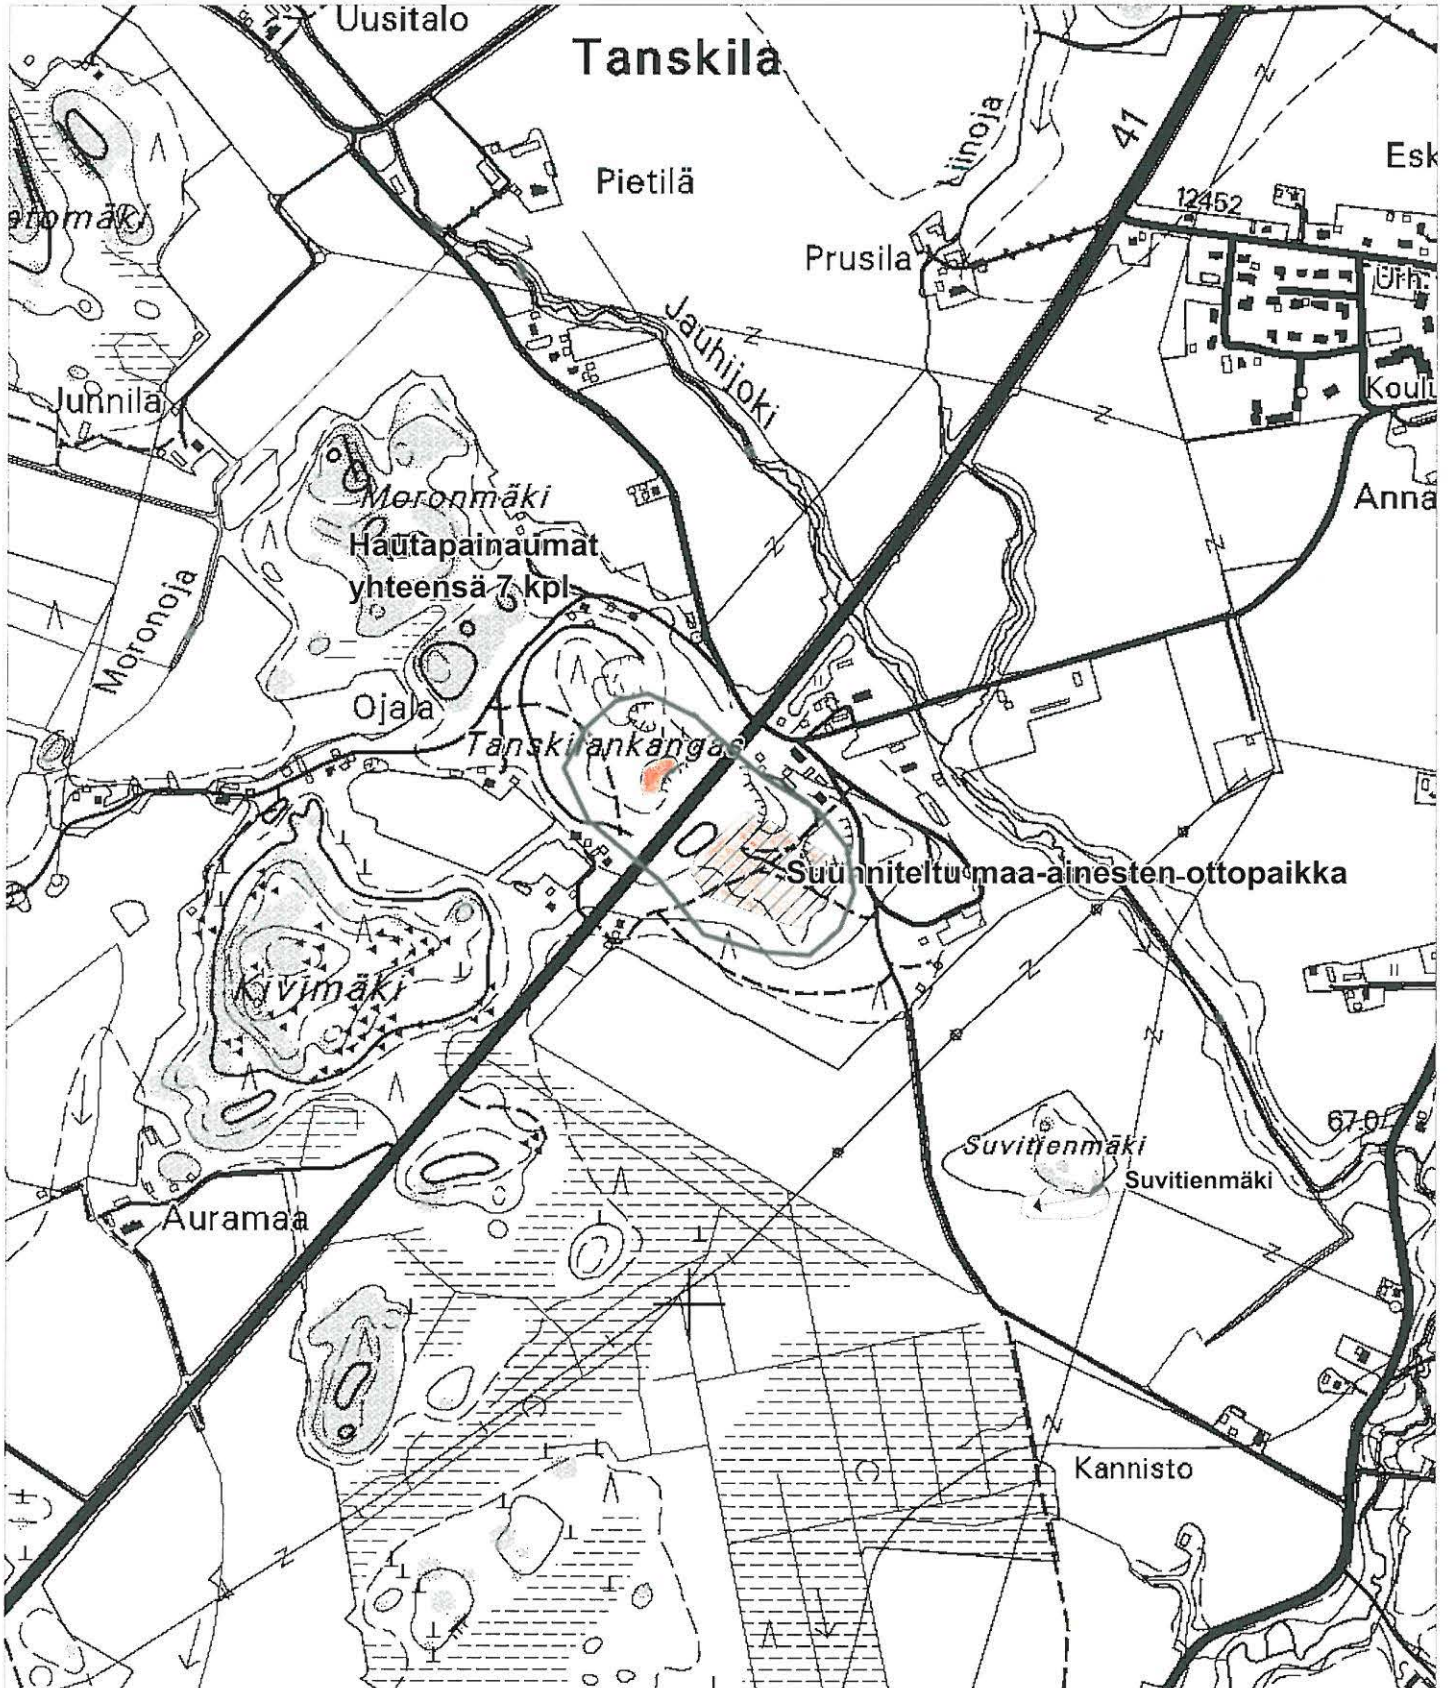 Uusitalo
Tanskila
41
Liinoja
Pietilä
Esk
12452
Prusila
Urh.
Jauhijoki
Junnila
Koulu
Moronmäki
Anna
Hautapainaumat
yhteensä 7 kpl
Moronoja
Ojala
Tanskilankangas
Suunniteltu maa-ainesten ottopaikka
Kivimäki
67.0
Suvitienmäki
Suvitienmäki
Auramaa
Kannisto